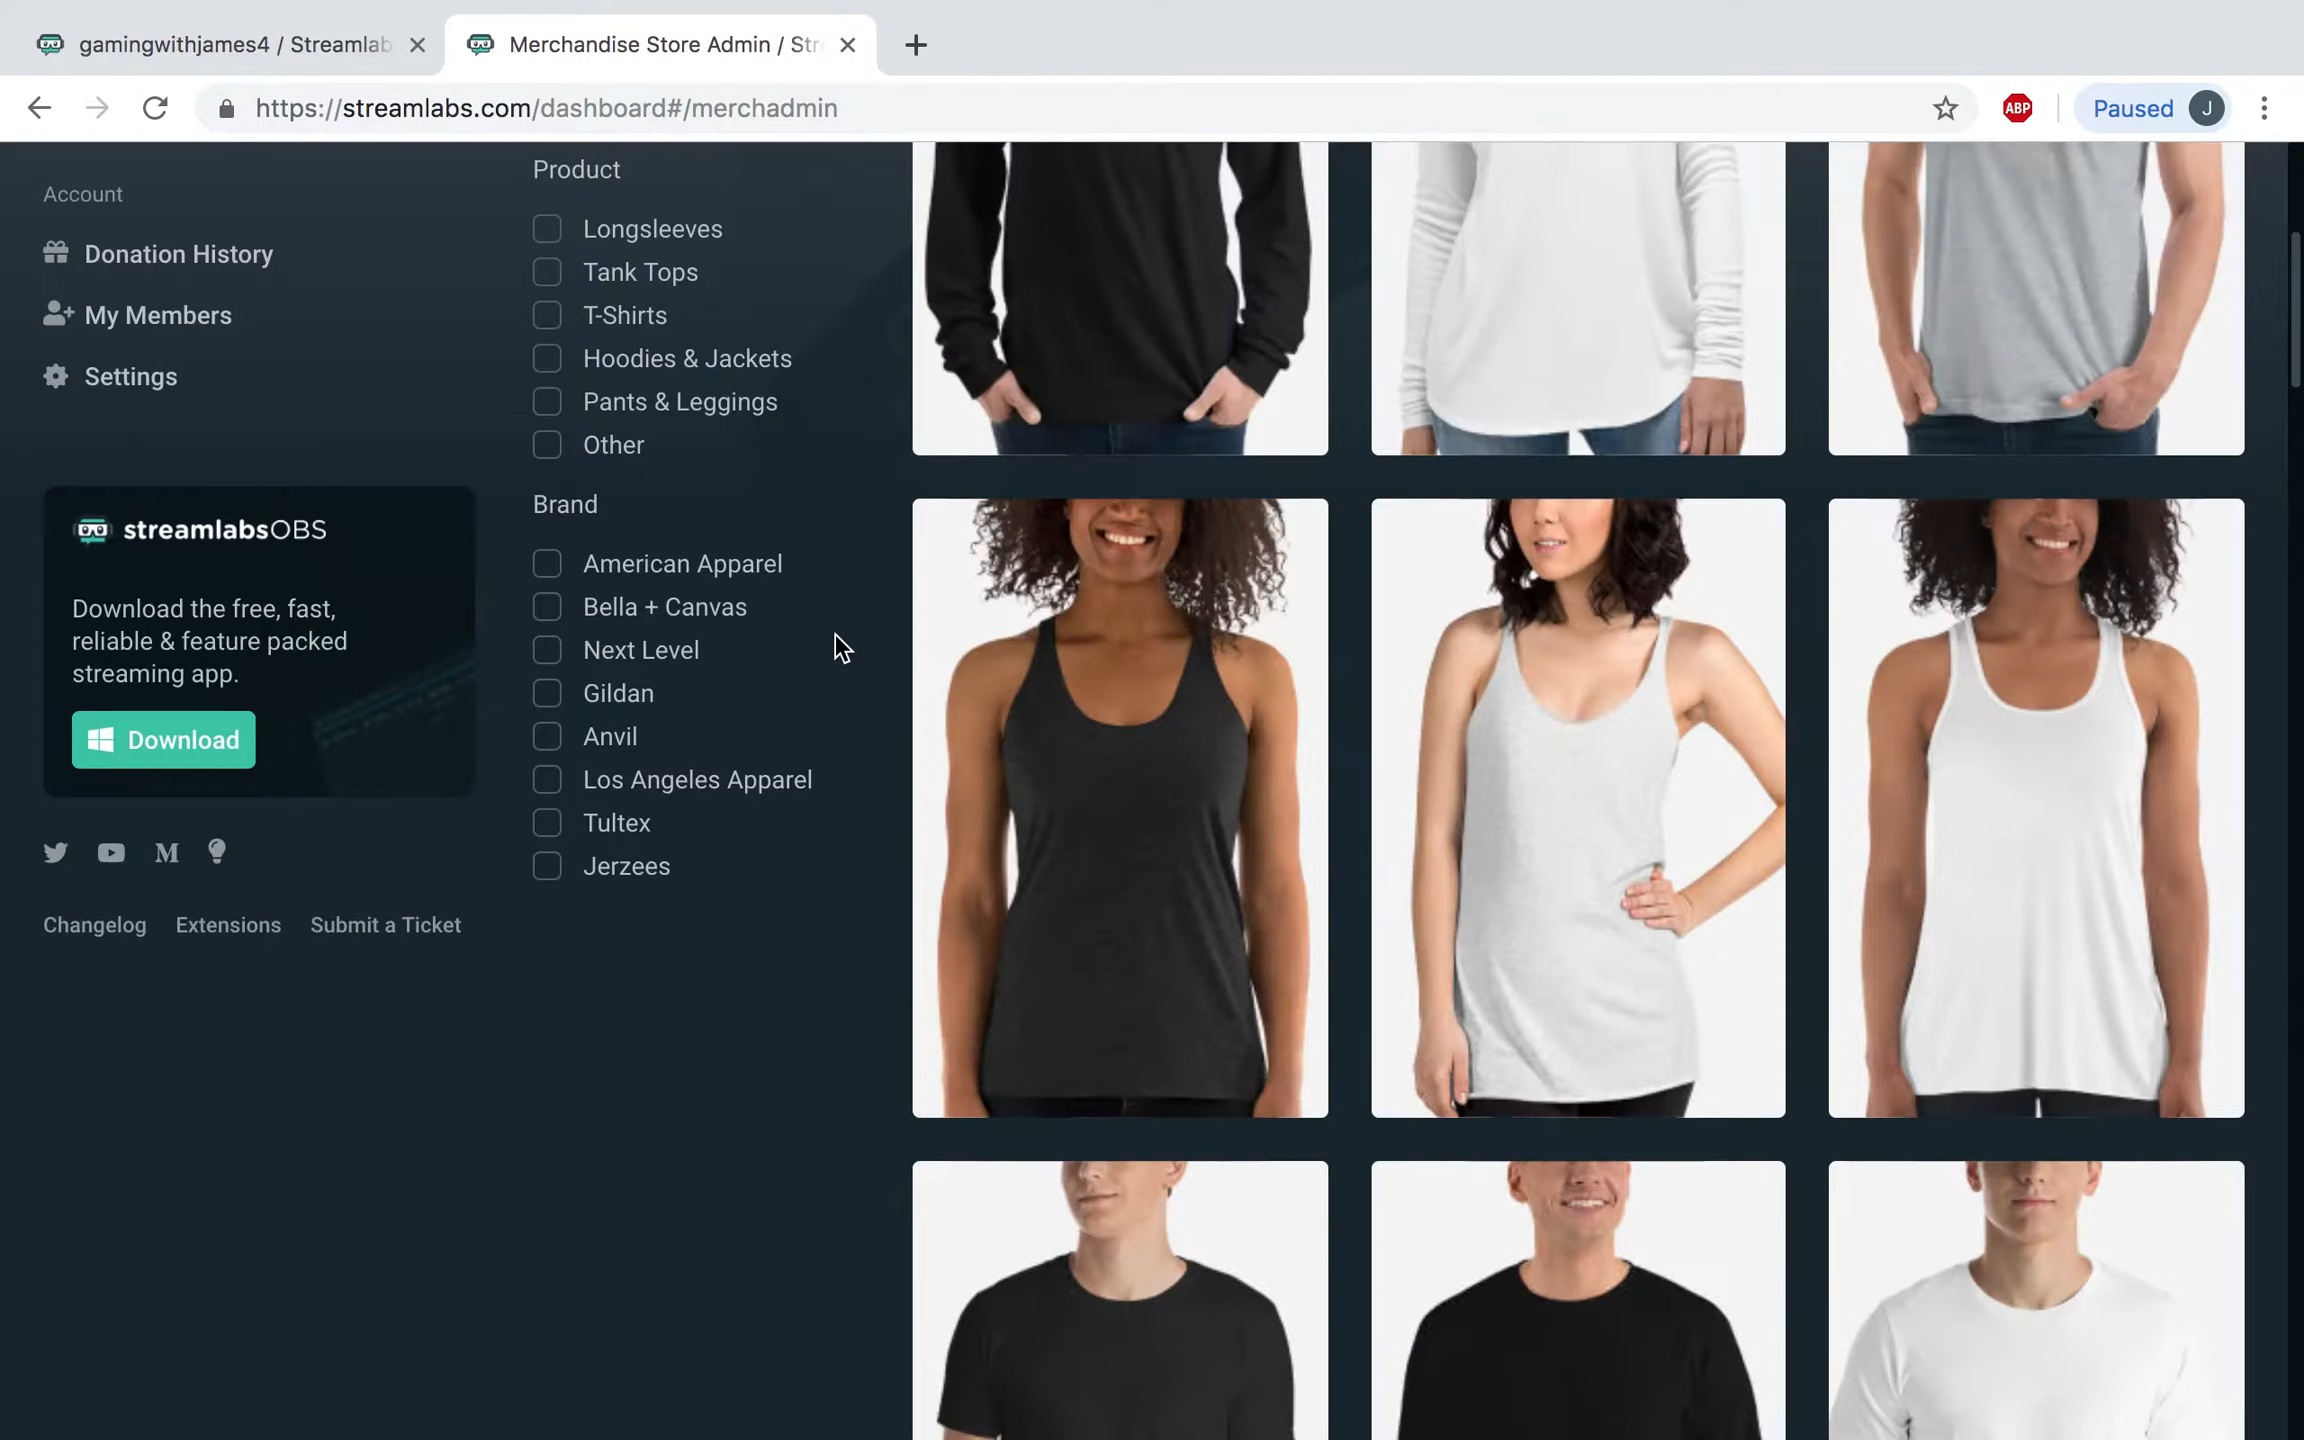 gamingwithjames4 / Streamlab
Merchandise Store Admin / Str
https://streamlabs.com/dashboard#/merchadmin
ABP
Paused
J
Account
Donation History
My Members
Settings
streamlabsOBS
Download the free, fast,
reliable & feature packed
streaming app.
Download
Changelog Extensions Submit a Ticket
Product
Longsleeves
Tank Tops
T-Shirts
Hoodies & Jackets
Pants & Leggings
Other
Brand
American Apparel
Bella + Canvas
Next Level
Gildan
Anvil
Los Angeles Apparel
Tultex
Jerzees